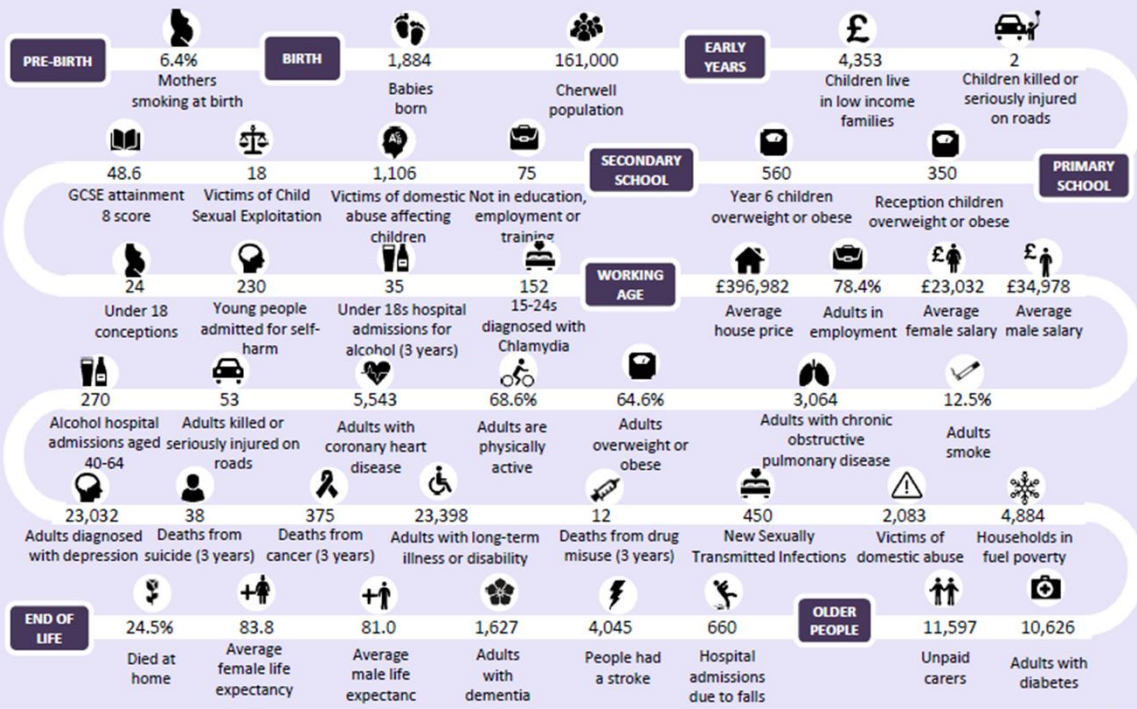 PRE-BIRTH
6.4%
Mothers
smoking at birth
BIRTH
1,884
Babies
born
161,000
Cherwell
population
EARLY
YEARS
£
4,353
Children live
in low income
families
2
Children killed or
seriously injured
on roads
PRIMARY
SCHOOL
350
Reception children
overweight or obese
560
Year 6 children
overweight or obese
SECONDARY
SCHOOL
75
Not in education,
employment or
training
1,106
Victims of domestic
abuse affecting
children
18
Victims of Child
Sexual Exploitation
48.6
GCSE attainment
8 score
24
Under 18
conceptions
230
Young people
admitted for self-
harm
35
Under 18s hospital
admissions for
alcohol (3 years)
152
15-24s
diagnosed with
Chlamydia
WORKING
AGE
£396,982
Average
house price
78.4%
Adults in
employment
£
£23,032
Average
female salary
£
£34,978
Average
male salary
12.5%
Adults
smoke
3,064
Adults with chronic
obstructive
pulmonary disease
64.6%
Adults
overweight or
obese
68.6%
Adults are
physically
active
5,543
Adults with
coronary heart
disease
53
Adults killed or
seriously injured on
roads
270
Alcohol hospital
admissions aged
40-64
23,032
Adults diagnosed
with depression
38
Deaths from
suicide (3 years)
375
Deaths from
cancer (3 years)
23,398
Adults with long-term
illness or disability
12
Deaths from drug
misuse (3 years)
450
New Sexually
Transmitted Infections
2,083
Victims of
domestic abuse
4,884
Households in
fuel poverty
10,626
Adults with
diabetes
11,597
Unpaid
carers
OLDER
PEOPLE
660
Hospital
admissions
due to falls
4,045
People had
a stroke
1,627
Adults
with
dementia
81.0
Average
male life
expectanc
83.8
Average
female life
expectancy
24.5%
Died at
home
END OF
LIFE